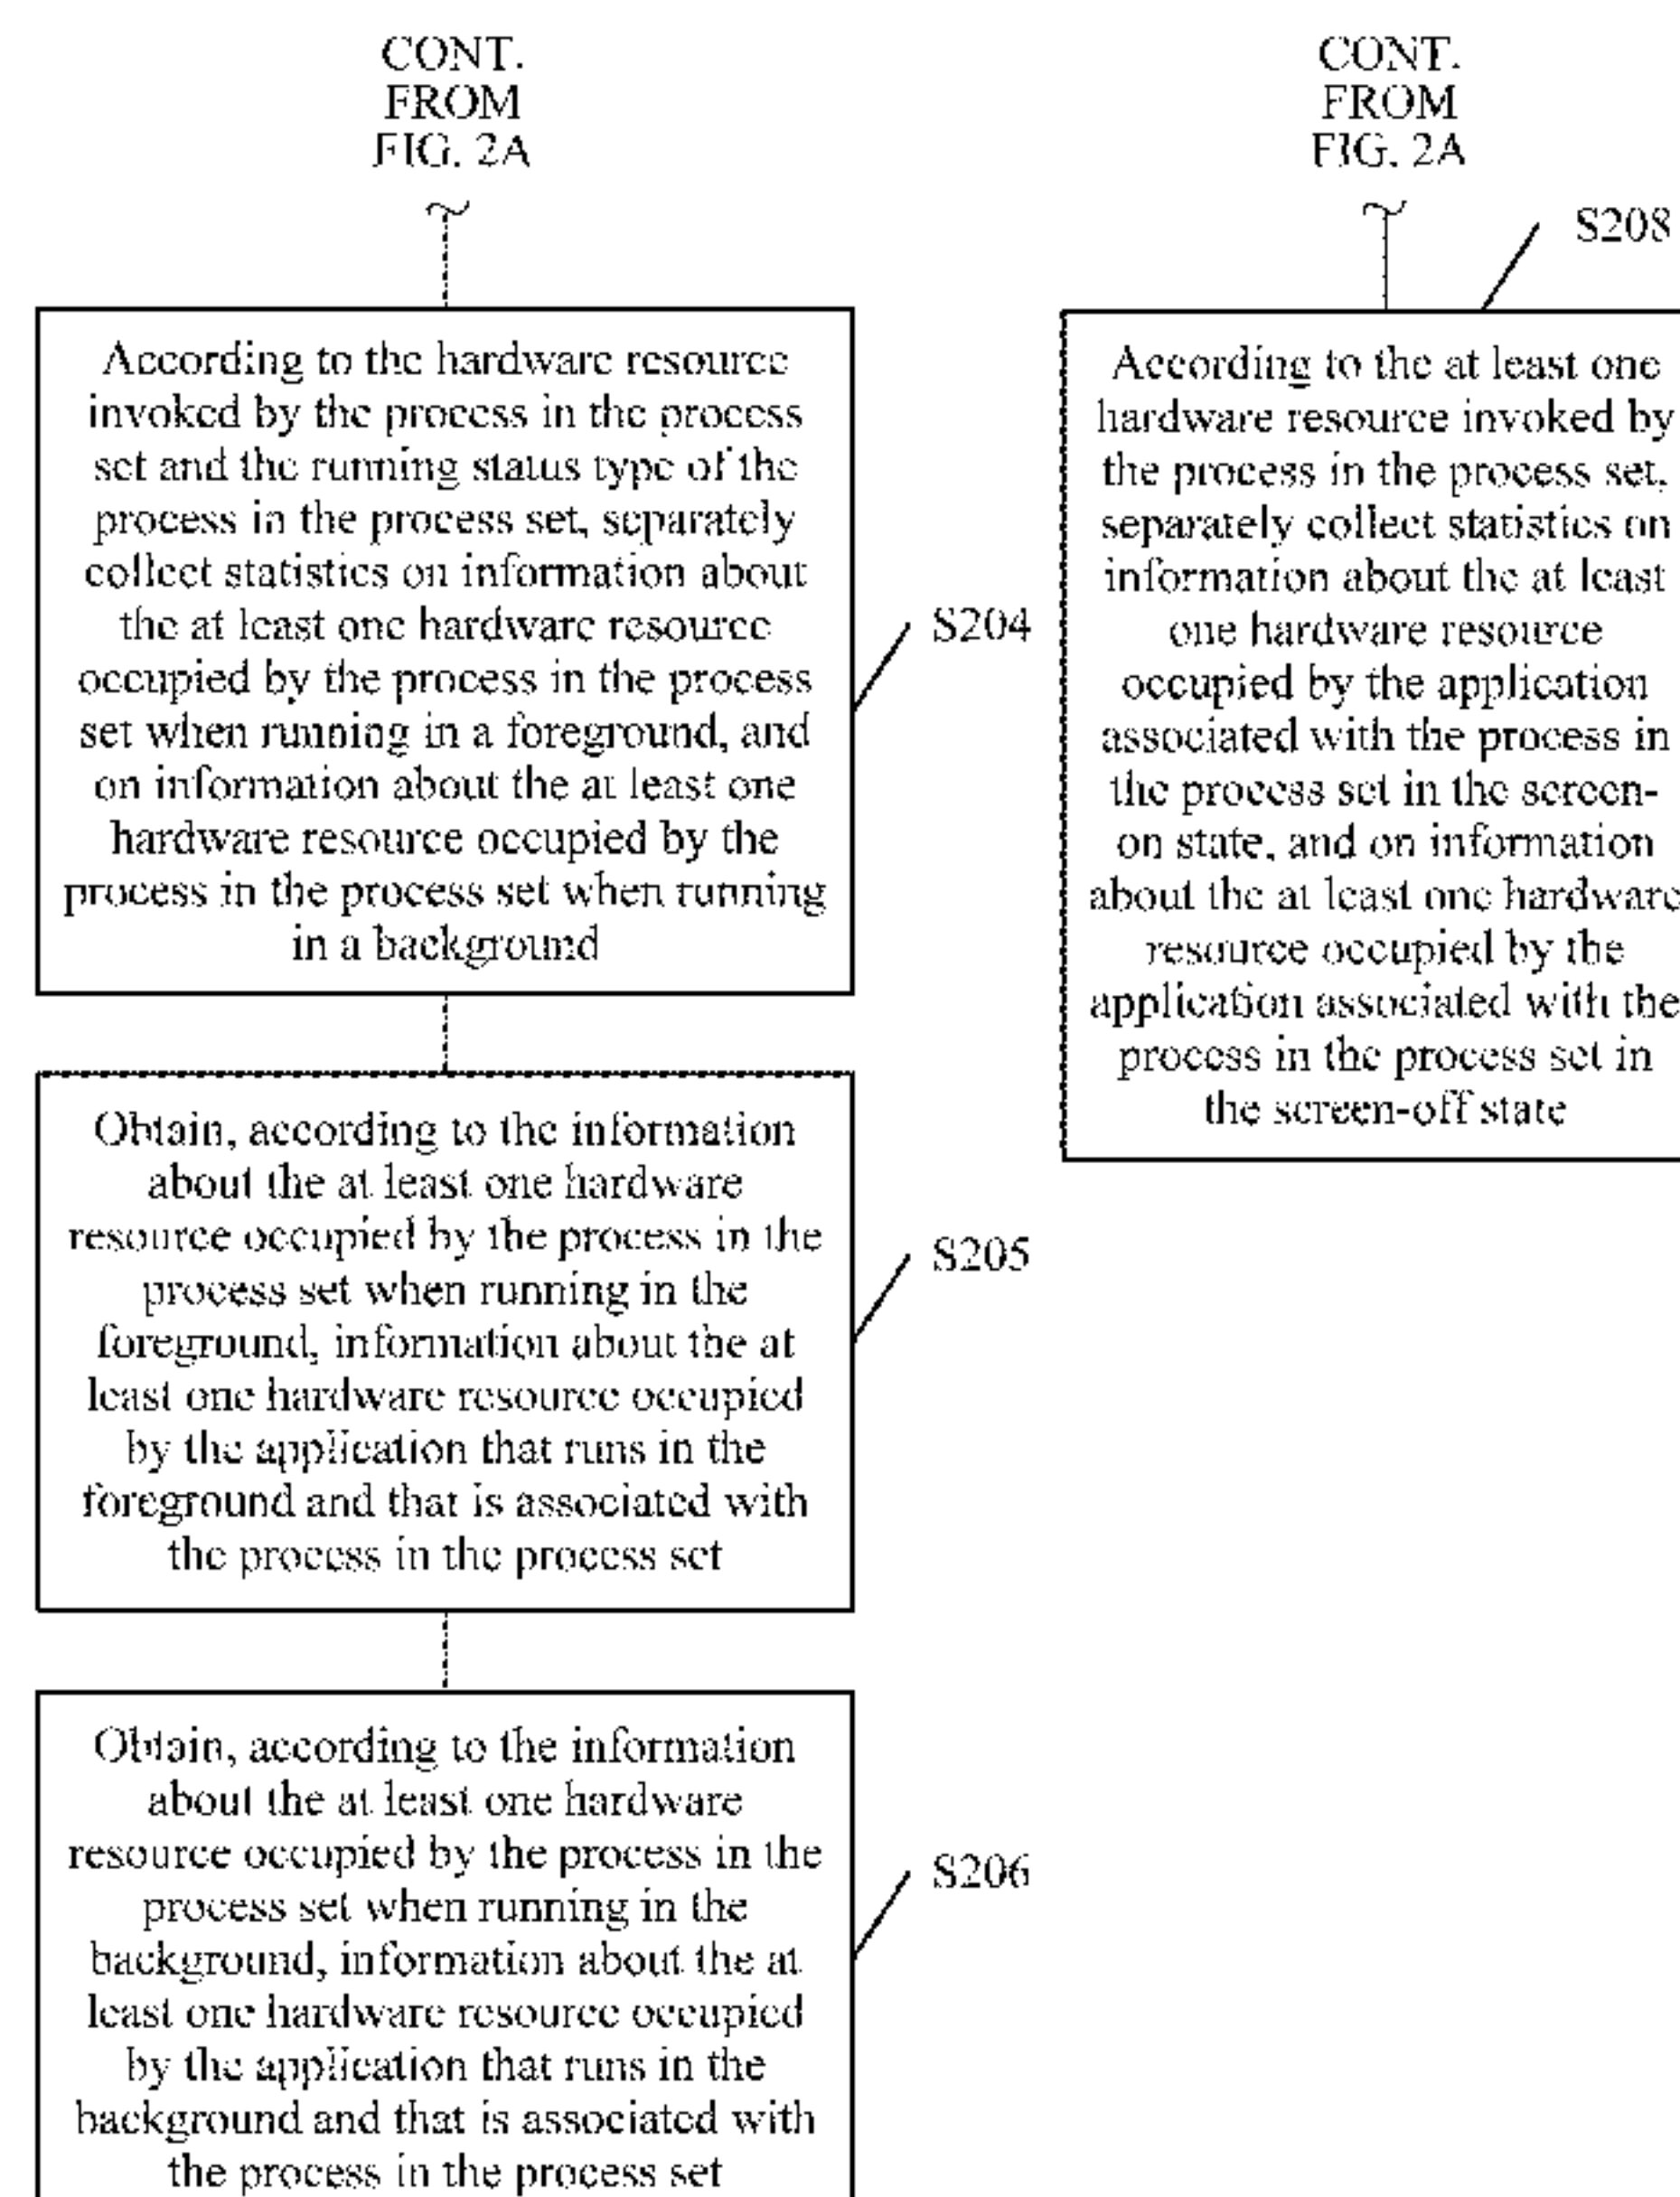 CONT.
FROM
FIG. 2A
According to the hardware resource
invoked by the process in the process
set and the running status type of the
process in the process set, separately
collect statistics on information about
the at least one hardware resource
occupied by the process in the process
set when running in a foreground, and
on information about the at least one
hardware resource occupied by the
process in the process set when running
in a background
S204
Obtain, according to the information
about the at least one hardware
resource occupied by the process in the
process set when running in the
foreground, information about the at
least one hardware resource occupied
by the application that runs in the
foreground and that is associated with
the process in the process set
S205
Obtain, according to the information
about the at least one hardware
resource occupied by the process in the
process set when running in the
background, information about the at
least one hardware resource occupied
by the application that runs in the
background and that is associated with
the process in the process set
S206
CONT.
FROM
FIG. 2A
S208
According to the at least one
hardware resource invoked by
the process in the process set,
separately collect statistics on
information about the at least
one hardware resource
occupied by the application
associated with the process in
the process set in the screen-
on state, and on information
about the at least one hardware
resource occupied by the
application associated with the
process in the process set in
the screen-off state